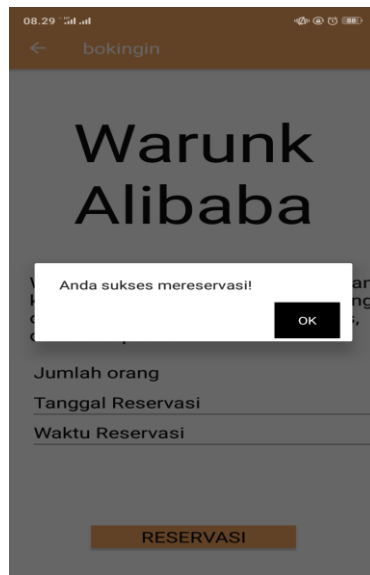 08.29
bokingin
Warunk
Alibaba
Anda sukses mereservasi!
OK
Jumlah orang
Tanggal Reservasi
Waktu Reservasi
RESERVASI